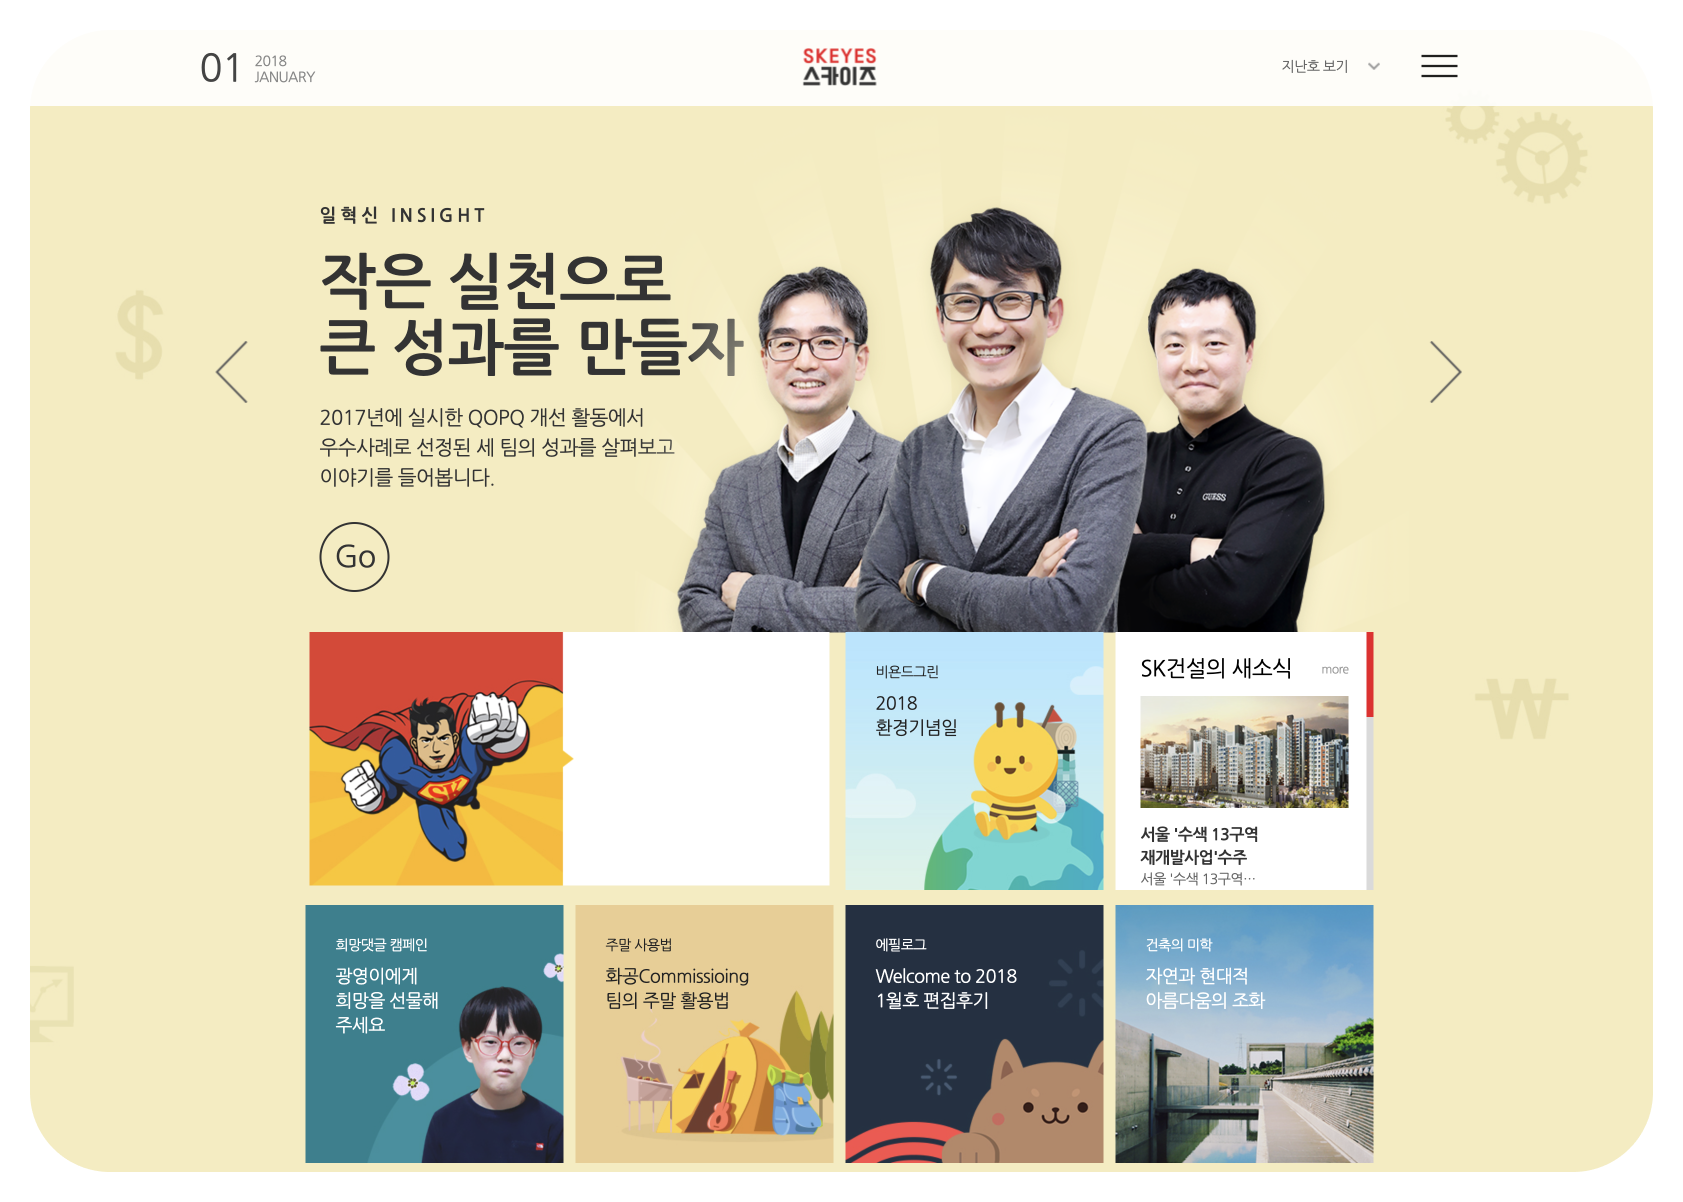 01
2018
JANUARY
SKEYES
스카이즈
지난호 보기
일혁신 INSIGHT
작은 실천으로
큰 성과를 만들자
2017년에 실시한 QOPQ 개선 활동에서
우수사례로 선정된 세 팀의 성과를 살펴보고
이야기를 들어봅니다.
Go
GUESS
SK
비욘드그린
2018
환경기념일
SK건설의 새소식
more
서울 '수색 13구역
재개발사업'수주
서울 '수색 13구역…
희망댓글 캠페인
광영이에게
희망을 선물해
주세요
주말 사용법
화공Commissioing
팀의 주말 활용법
에필로그
Welcome to 2018
1월호 편집후기
건축의 미학
자연과 현대적
아름다움의 조화